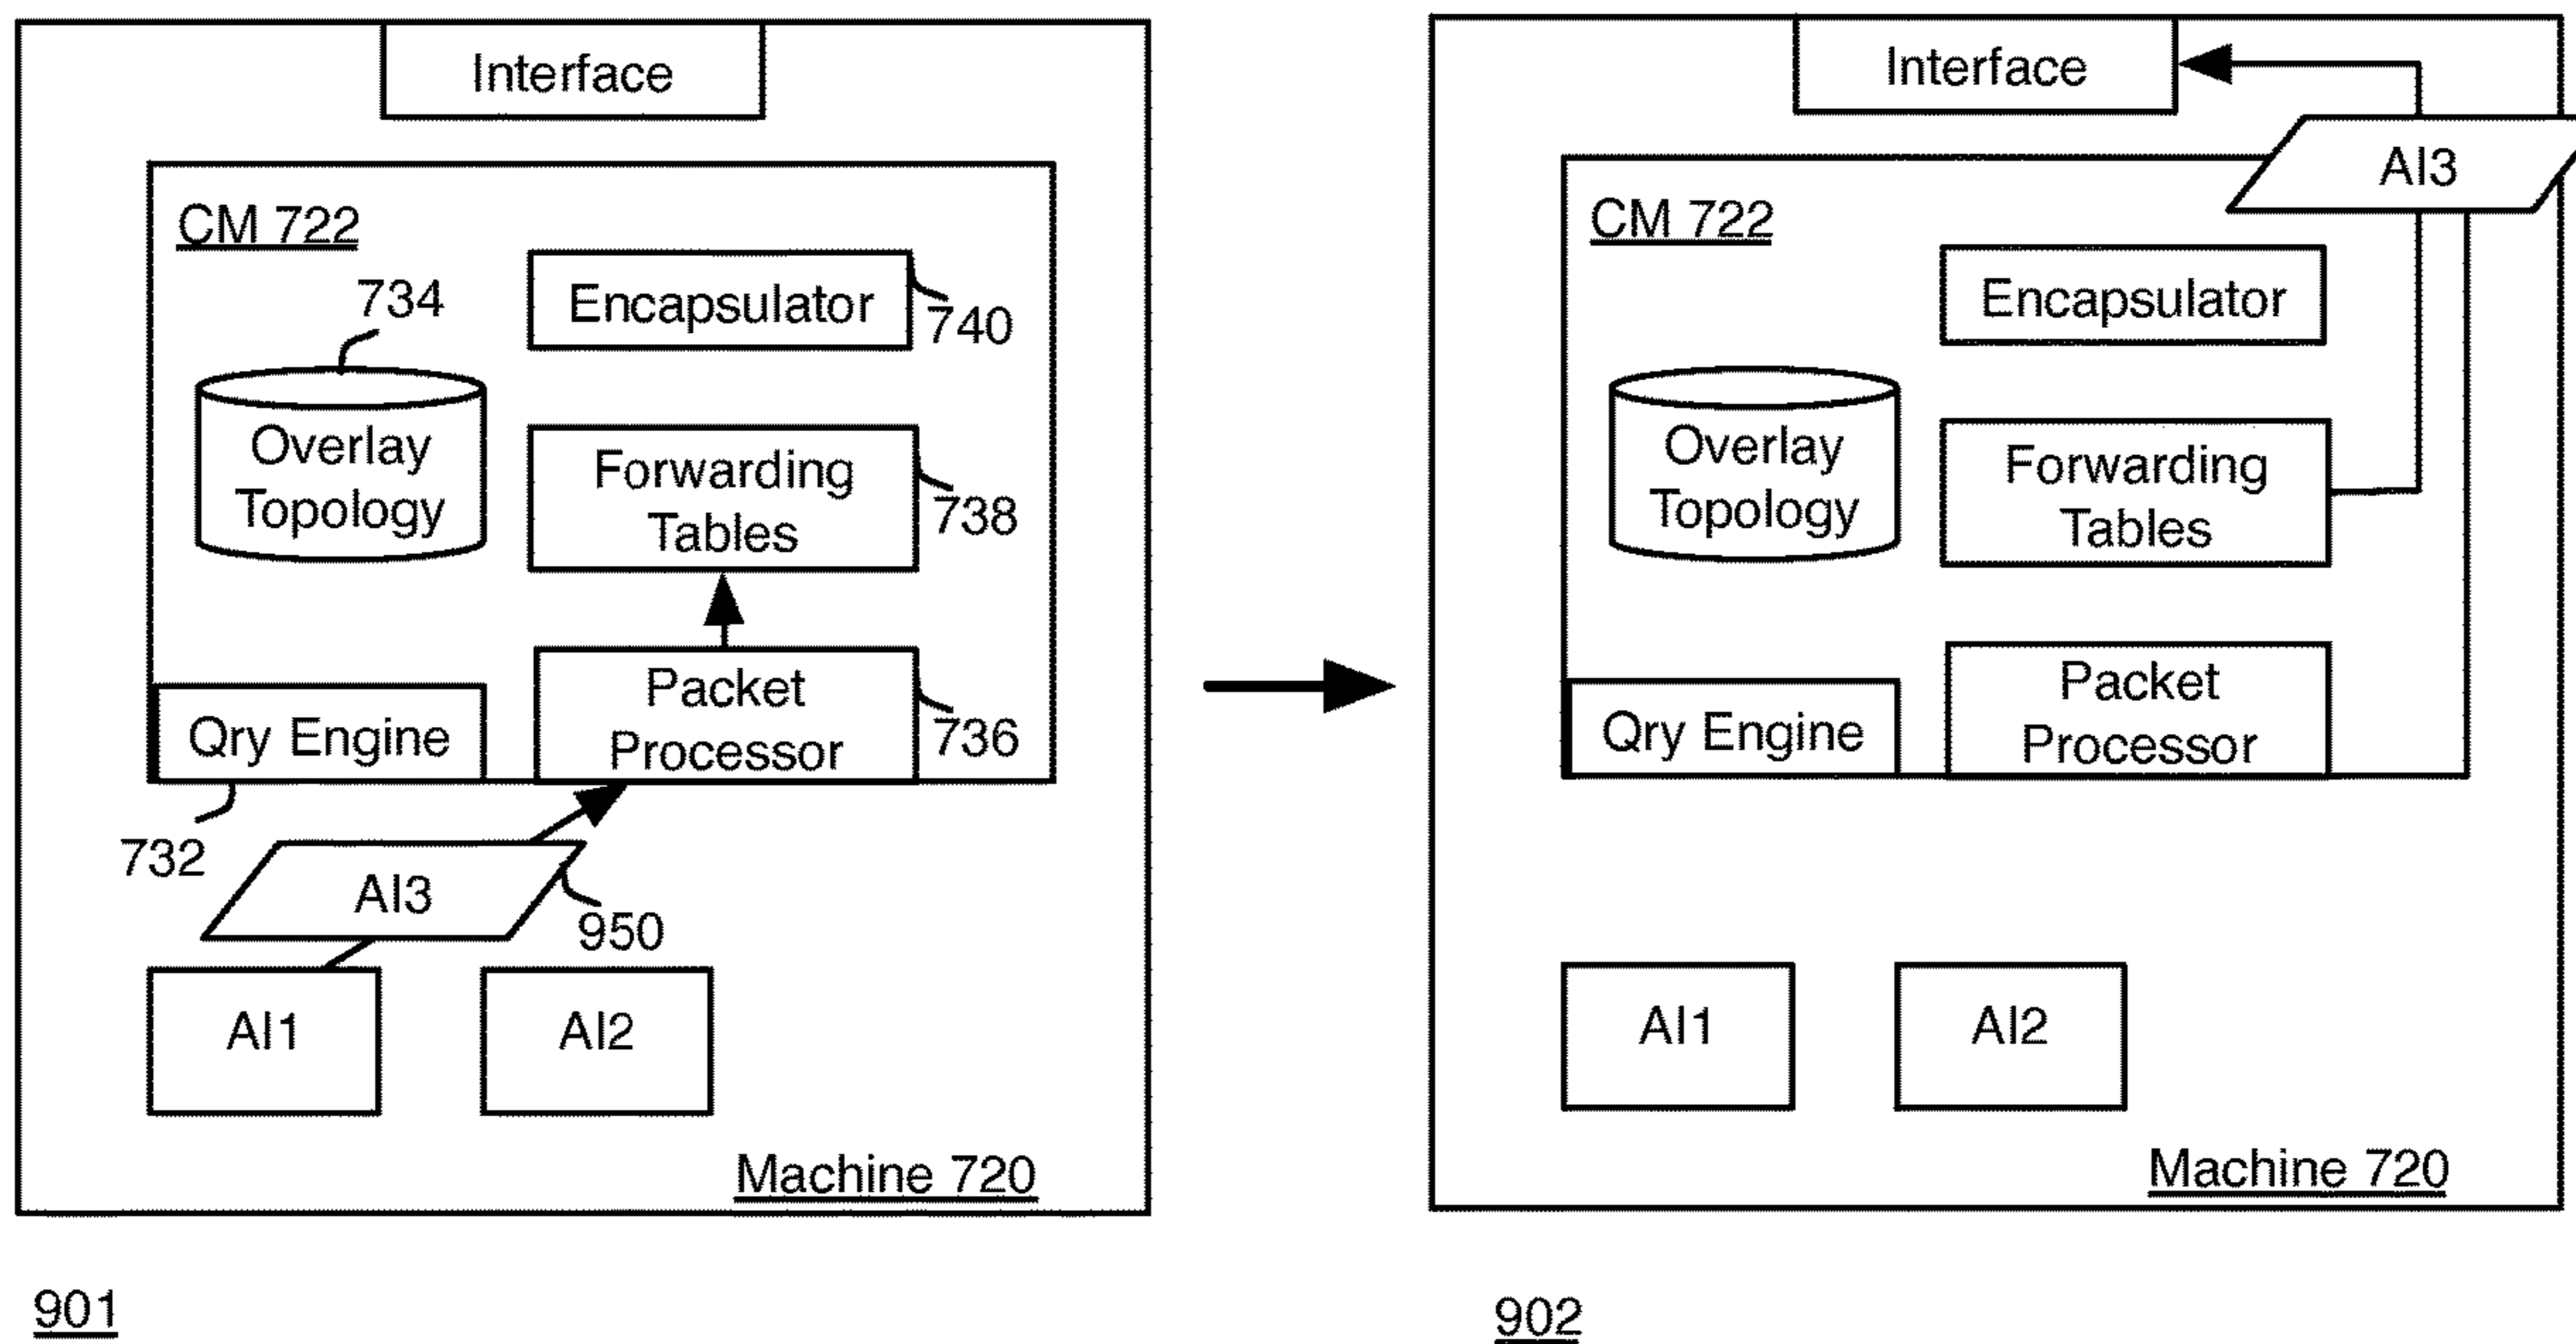 Interface
CM 722
734
Encapsulator
740
Overlay
Topology
Forwarding
Tables
738
Qry Engine
Packet
Processor
736
732
AI3
950
AI1
AI2
Machine 720
901
Interface
AI3
CM 722
Encapsulator
Overlay
Topology
Forwarding
Tables
Qry Engine
Packet
Processor
AI1
AI2
Machine 720
902